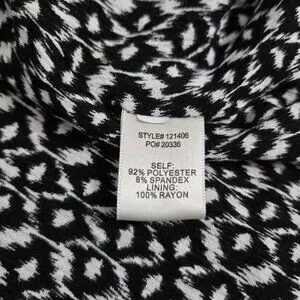 STYLE# 121406
PO# 20336
SELF:
92% POLYESTER
8% SPANDEX
LINING:
100% RAYON